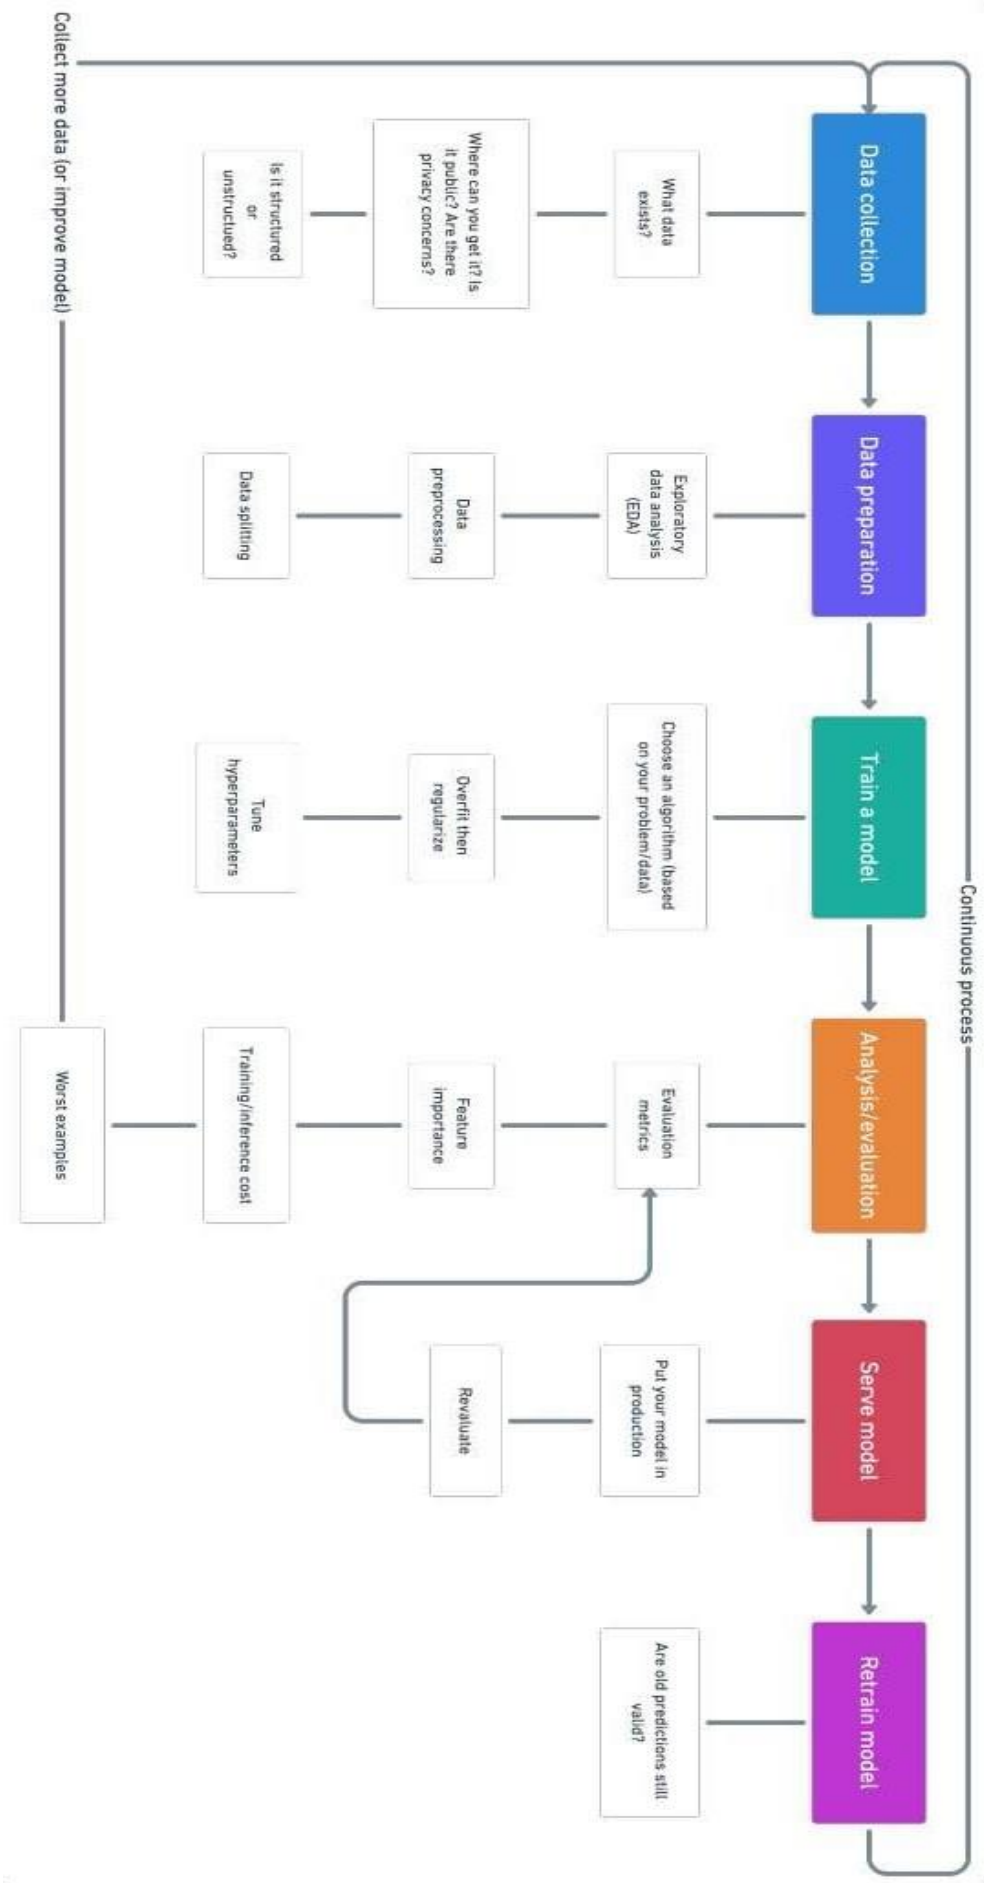 Continuous process
Data collection
Data preparation
Train a model
Analysis/evaluation
Serve model
Retrain model
What data
exists?
Where can you get it? Is
it public? Are there
privacy concerns?
Is it structured
or
unstructued?
Exploratory
data analysis
(EDA)
Data
preprocessing
Data splitting
Choose an algorithm (based
on your problem/data)
Overfit then
regularize
Tune
hyperparameters
Evaluation
metrics
Feature
importance
Training/inference cost
Worst examples
Put your model in
production
Revaluate
Are old predictions still
valid?
Collect more data (or improve model)